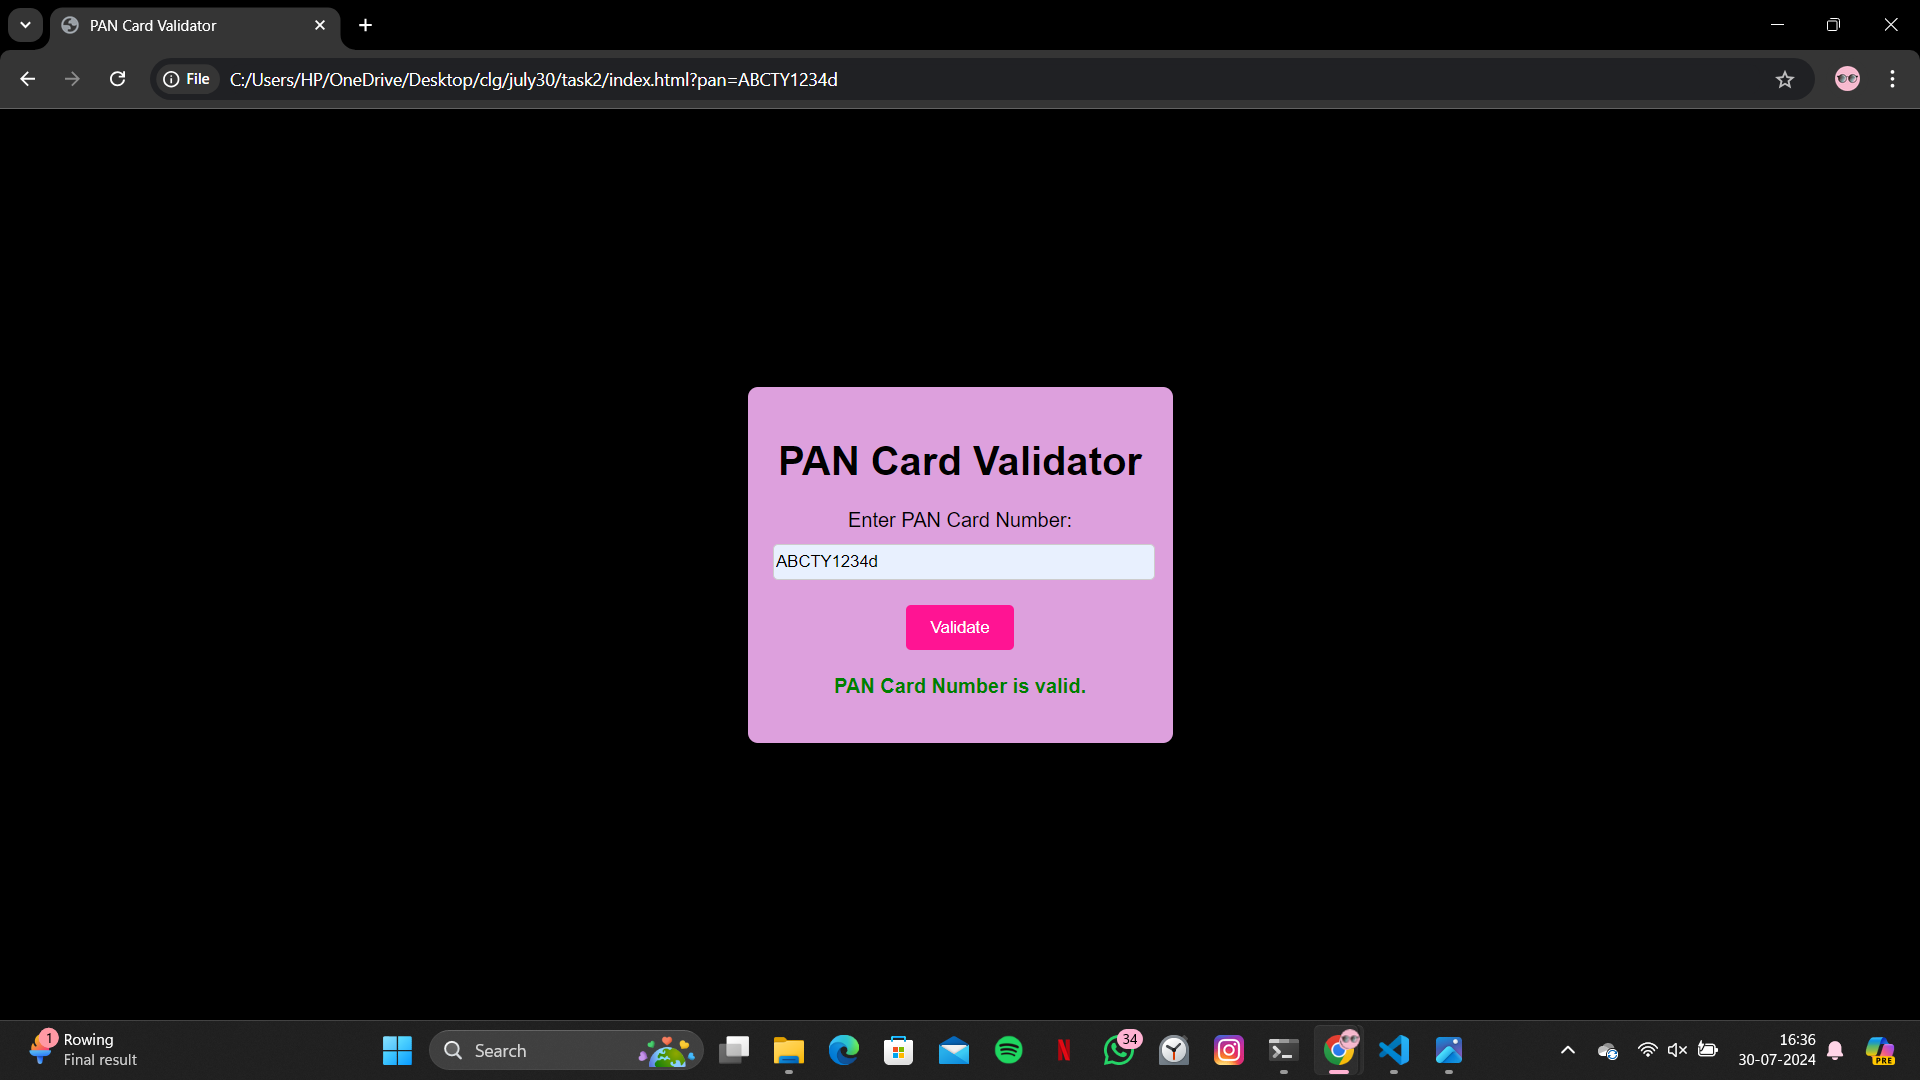 PAN Card Validator
File
C:/Users/HP/OneDrive/Desktop/clg/july30/task2/index.html?pan=ABCTY1234d
PAN Card Validator
Enter PAN Card Number:
ABCTY1234d
Validate
PAN Card Number is valid.
1
Rowing
Final result
Search
N
34
16:36
30-07-2024
PRE